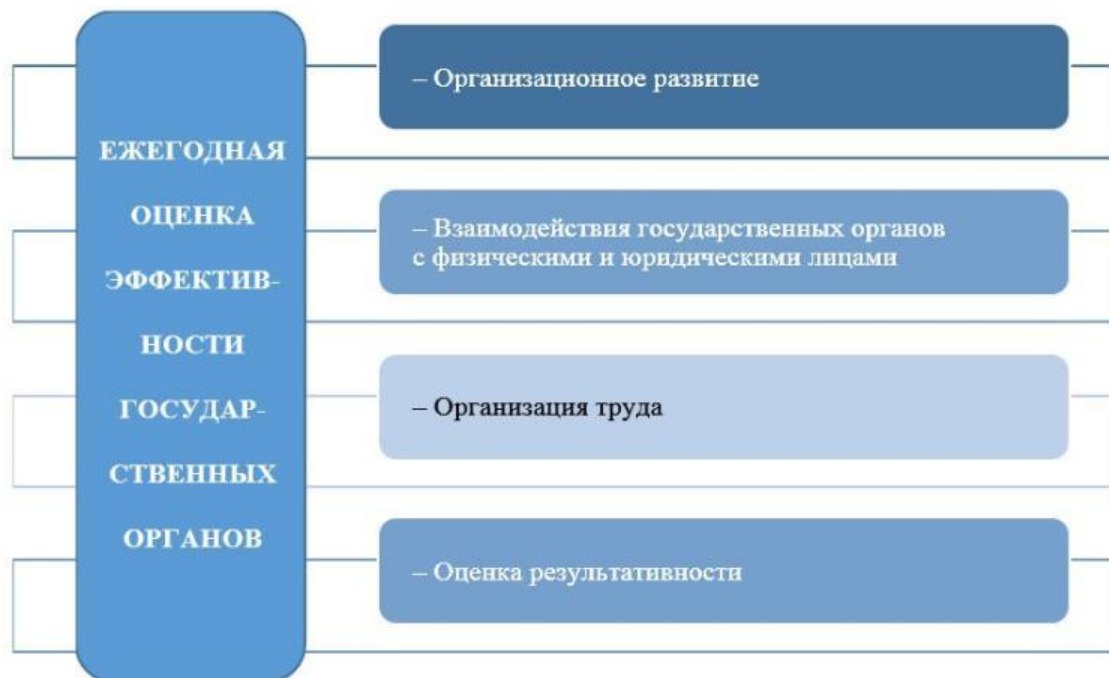 ЕЖЕГОДНАЯ
ОЦЕНКА
ЭФФЕКТИВ-
НОСТИ
ГОСУДАР-
СТВЕННЫХ
ОРГАНОВ
– Организационное развитие
– Взаимодействия государственных органов
с физическими и юридическими лицами
– Организация труда
– Оценка результативности